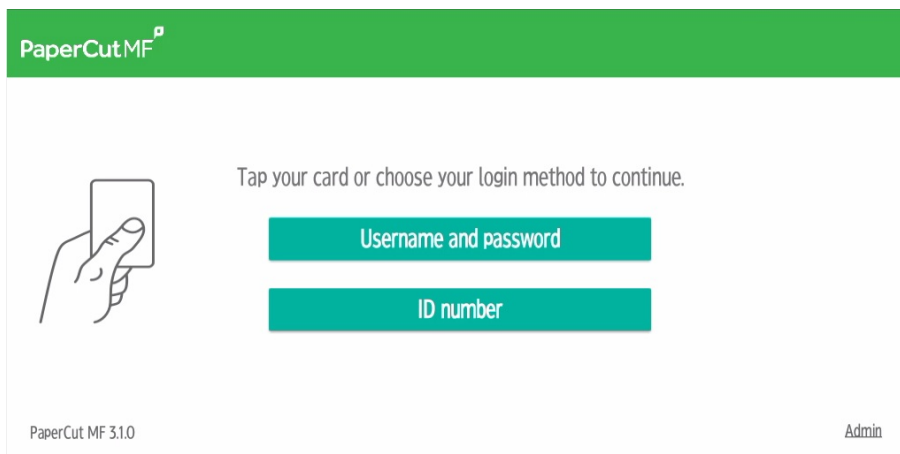 PaperCut MF
Tap your card or choose your login method to continue.
Username and password
ID number
PaperCut MF 3.1.0
Admin